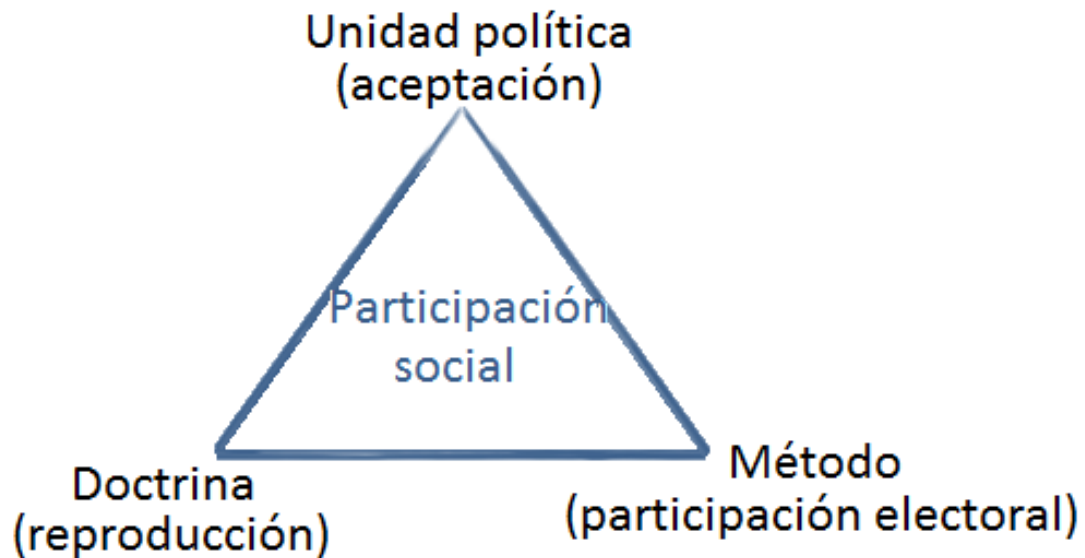 Unidad política
(aceptación)
Participación
social
Doctrina
(reproducción)
Método
(participación electoral)